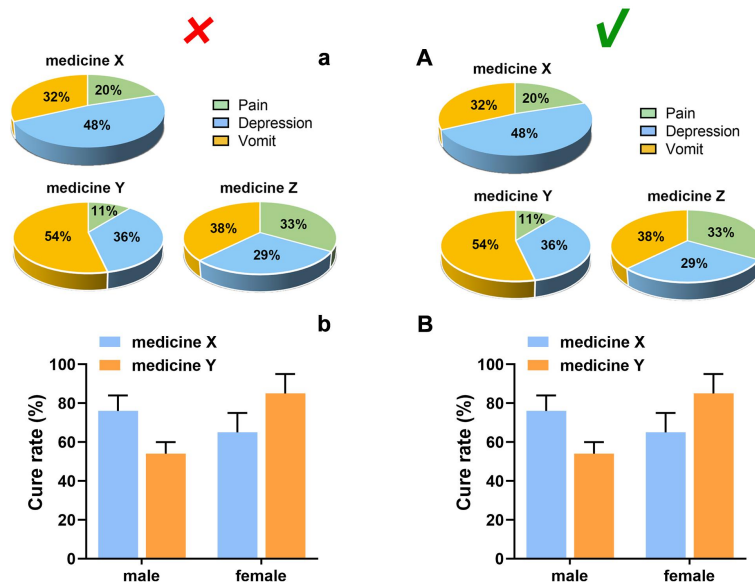 a
medicine X
32%
20%
48%
Pain
Depression
Vomit
medicine Y
11%
54%
36%
medicine Z
38%
33%
29%
b
medicine X
medicine Y
Cure rate (%)
100
80
60
40
20
0
male
female
A
medicine X
32%
20%
48%
Pain
Depression
Vomit
medicine Y
11%
54%
36%
medicine Z
38%
33%
29%
B
medicine X
medicine Y
Cure rate (%)
100
80
60
40
20
0
male
female